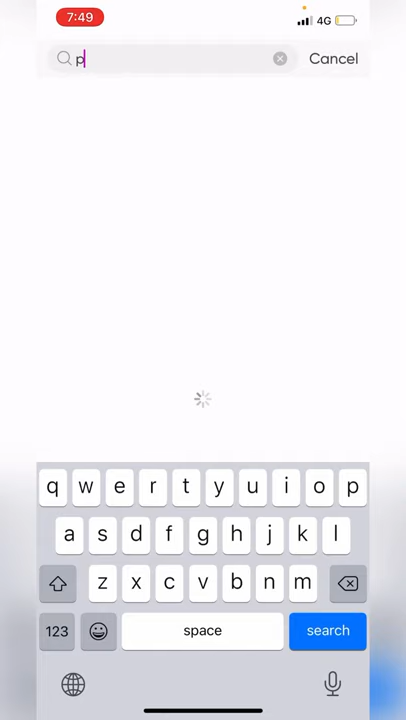 7:49
4G
p
Cancel
q w e r t y u i o p
a s d f g h j k l
z x c v b n m
123 space search